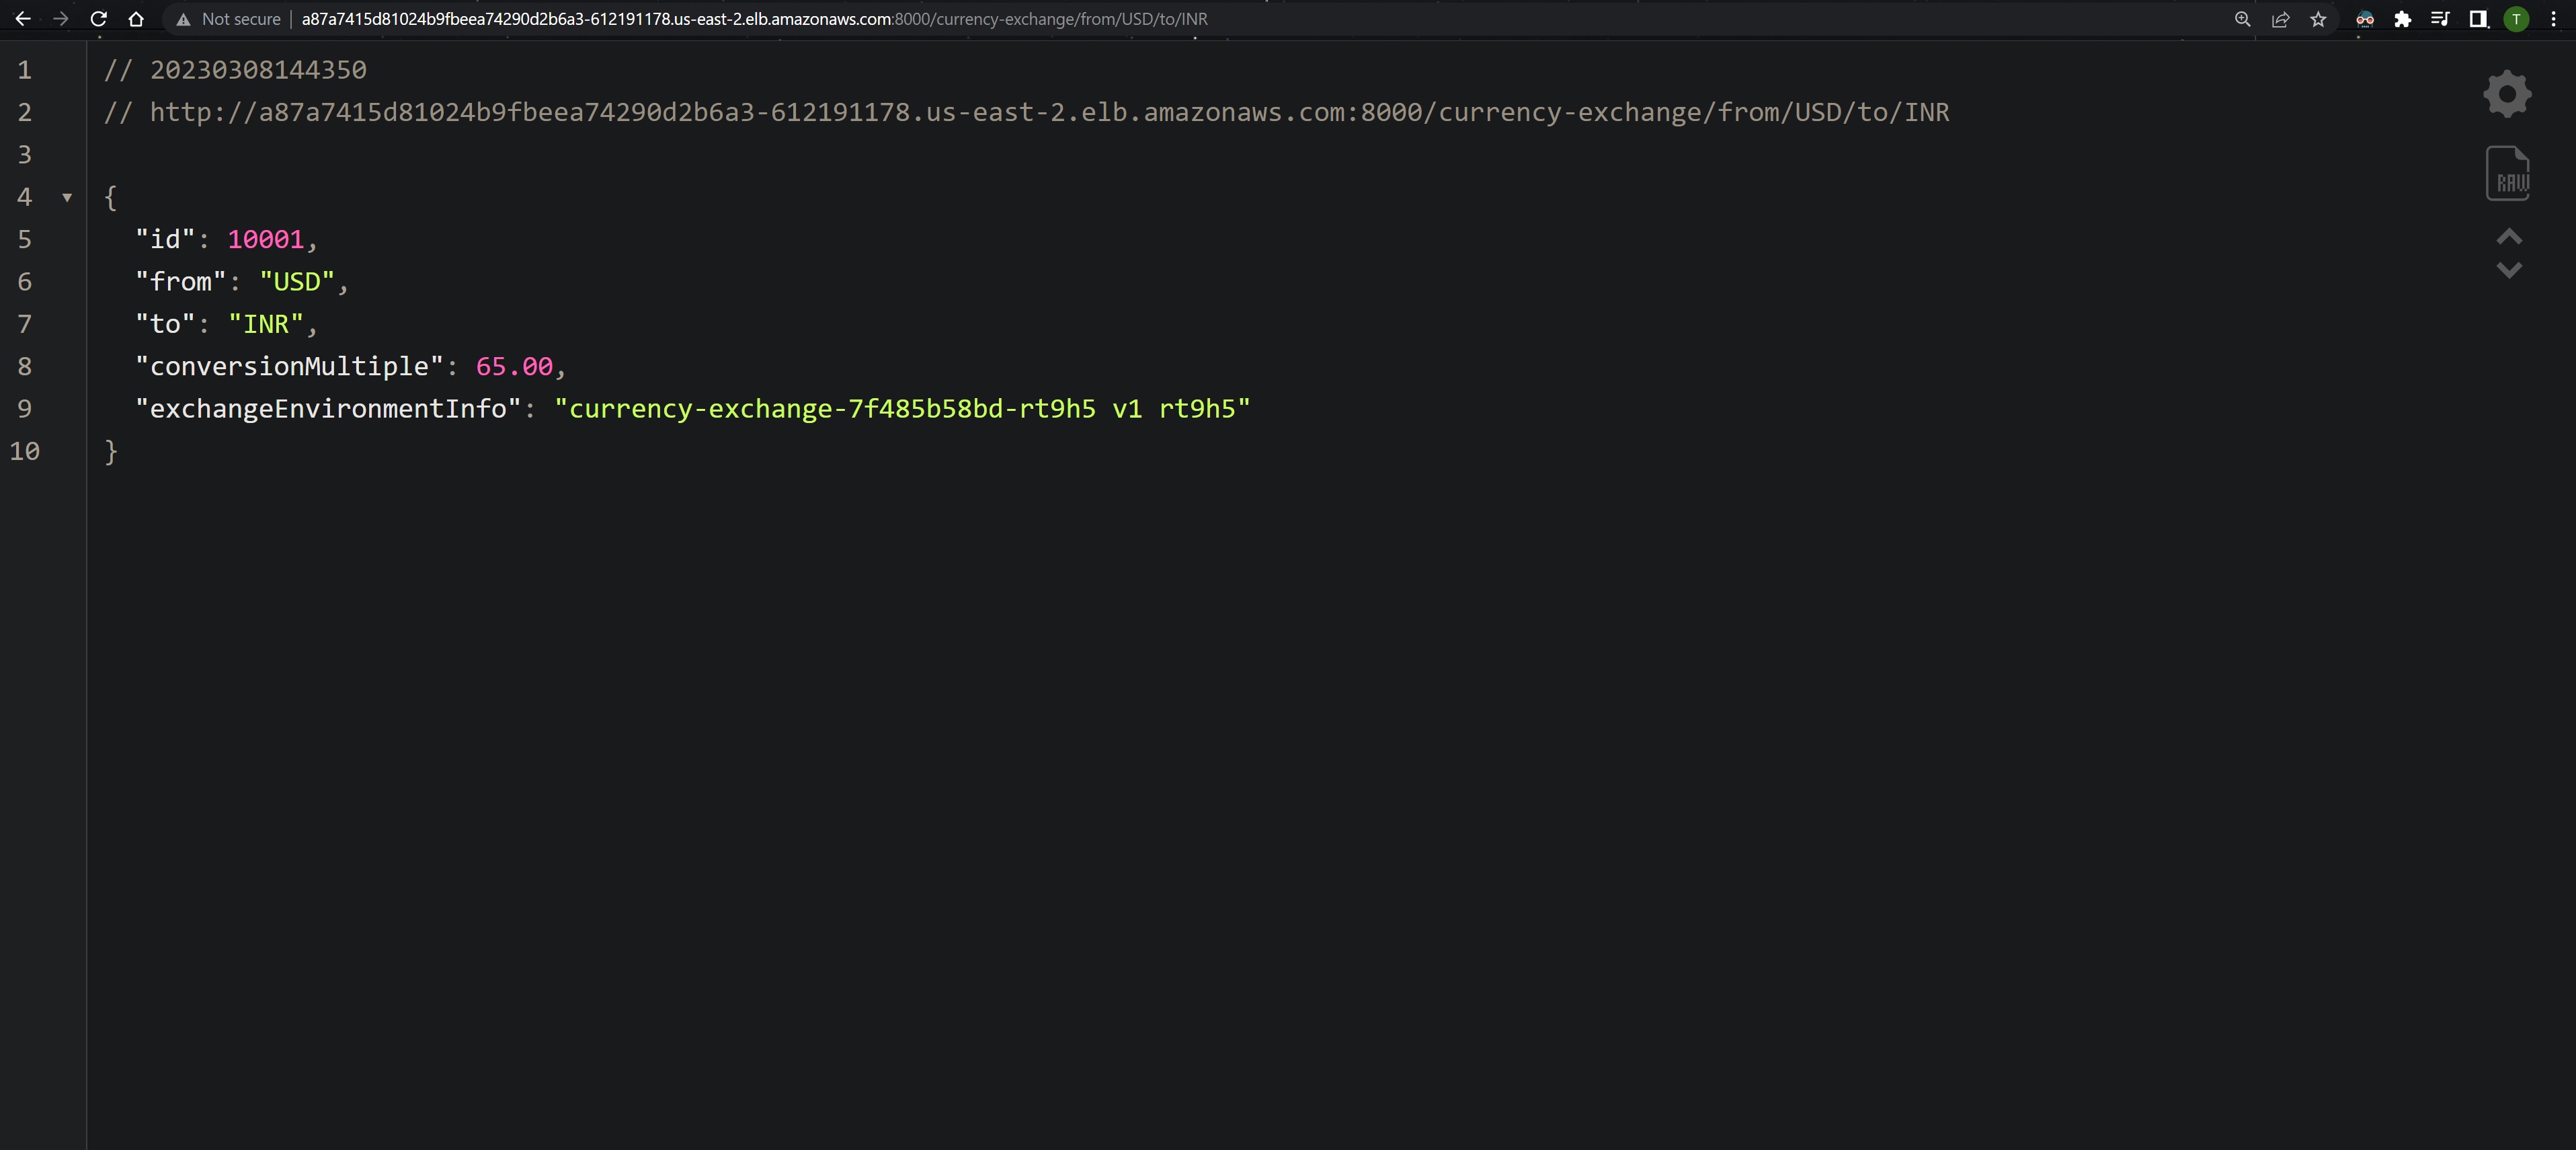 Not secure | a87a7415d81024b9fbeea74290d2b6a3-612191178.us-east-2.elb.amazonaws.com:8000/currency-exchange/from/USD/to/INR T
1 // 20230308144350
2 // http://a87a7415d81024b9fbeea74290d2b6a3-612191178.us-east-2.elb.amazonaws.com:8000/currency-exchange/from/USD/to/INR
3
4 {
RAW
5 "id": 10001,
6 "from": "USD",
7 "to": "INR",
8 "conversionMultiple": 65.00,
9 "exchangeEnvironmentInfo": "currency-exchange-7f485b58bd-rt9h5 v1 rt9h5"
10 }